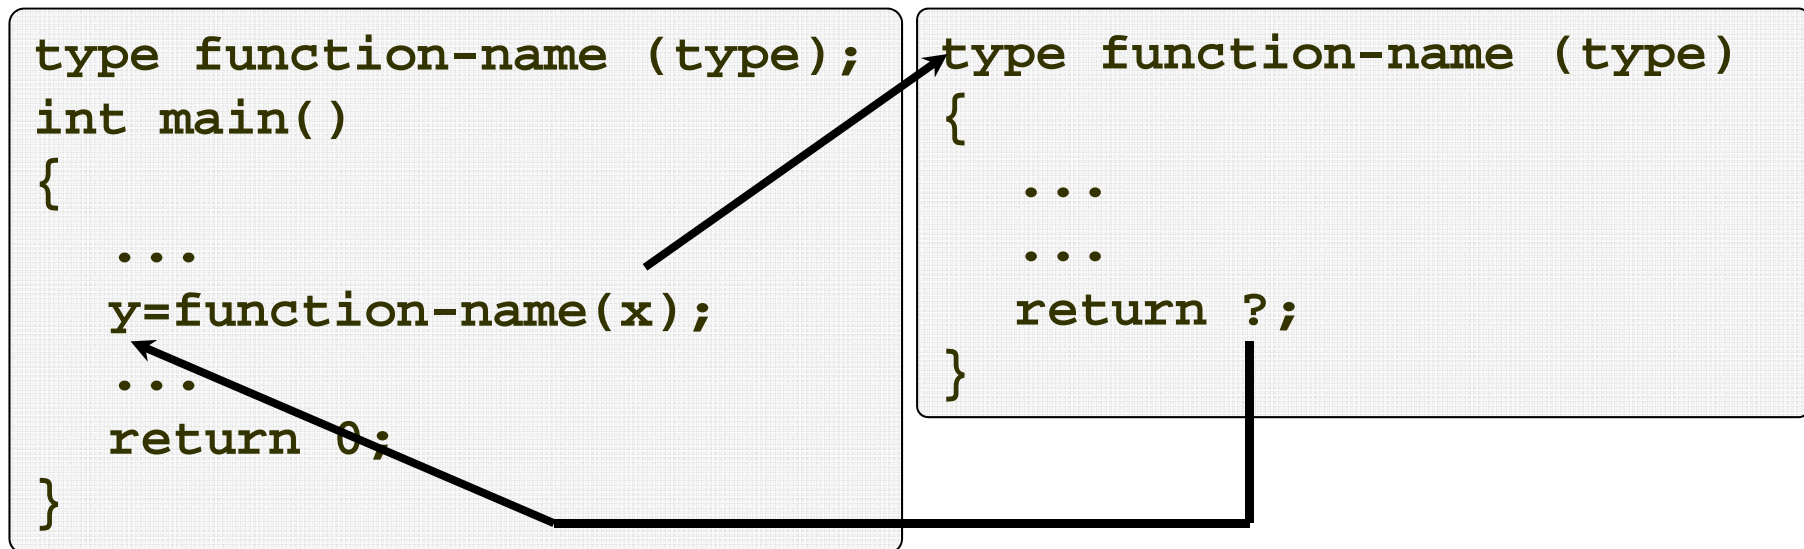 type function-name (type);
int main()
{
...
y=function-name(x);
...
return 0;
}
type function-name (type)
{
...
...
return ?;
}